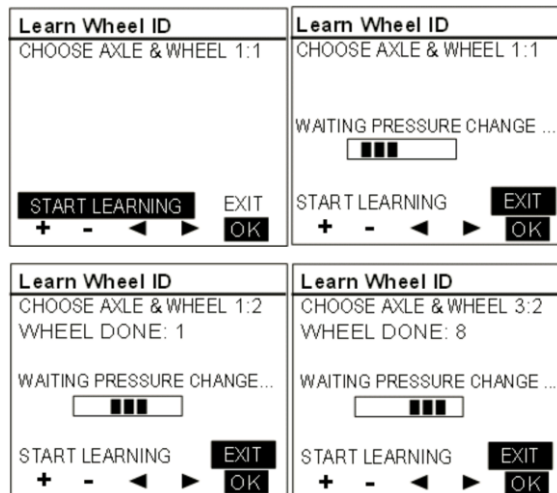 Learn Wheel ID
CHOOSE AXLE & WHEEL 1:1
START LEARNING EXIT
+ - ◀ ▶ OK
Learn Wheel ID
CHOOSE AXLE & WHEEL 1:1
WAITING PRESSURE CHANGE ...
START LEARNING EXIT
+ - ◀ ▶ OK
Learn Wheel ID
CHOOSE AXLE & WHEEL 1:2
WHEEL DONE: 1
WAITING PRESSURE CHANGE...
START LEARNING EXIT
+ - ◀ ▶ OK
Learn Wheel ID
CHOOSE AXLE & WHEEL 3:2
WHEEL DONE: 8
WAITING PRESSURE CHANGE ...
START LEARNING EXIT
+ - ◀ ▶ OK